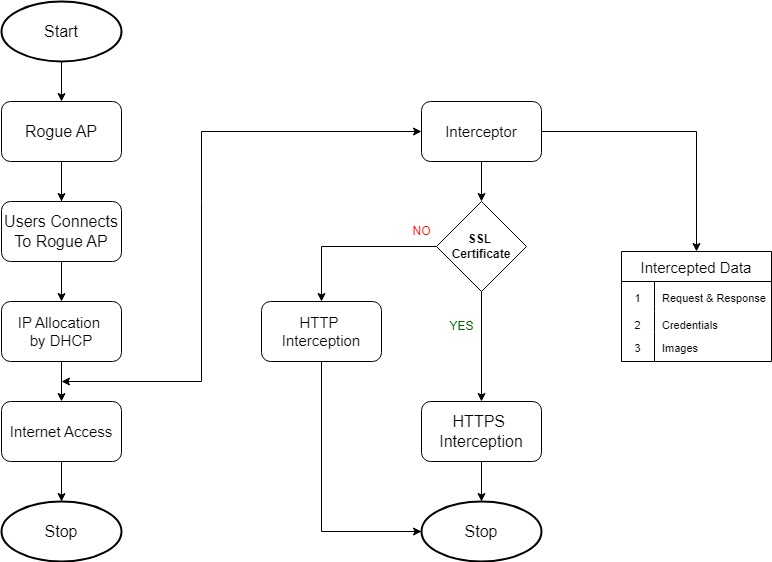 Start
Rogue AP
Users Connects
To Rogue AP
IP Allocation
by DHCP
Internet Access
Stop
Interceptor
SSL
Certificate
NO
YES
HTTP
Interception
HTTPS
Interception
Stop
Intercepted Data
1 Request & Response
2 Credentials
3 Images